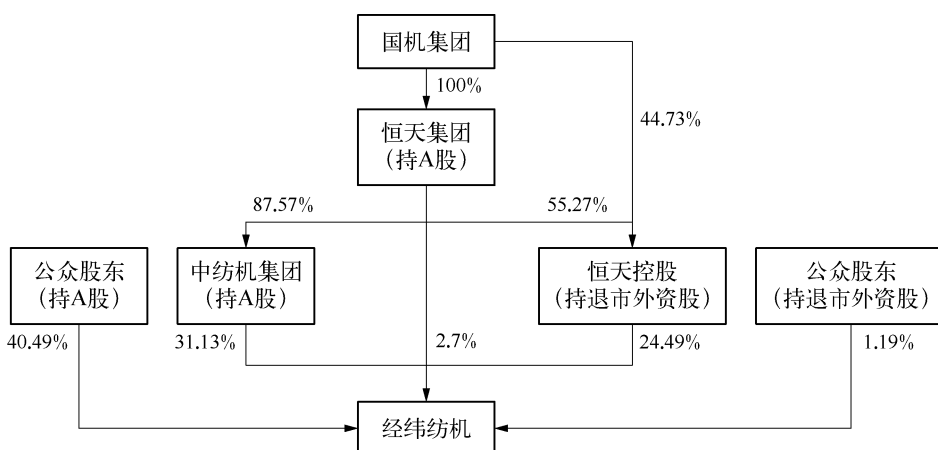 国机集团
100%
44.73%
恒天集团
（持A股）
87.57%
55.27%
公众股东
（持A股）
中纺机集团
（持A股）
恒天控股
（持退市外资股）
公众股东
（持退市外资股）
40.49%
31.13%
2.7%
24.49%
1.19%
经纬纺机